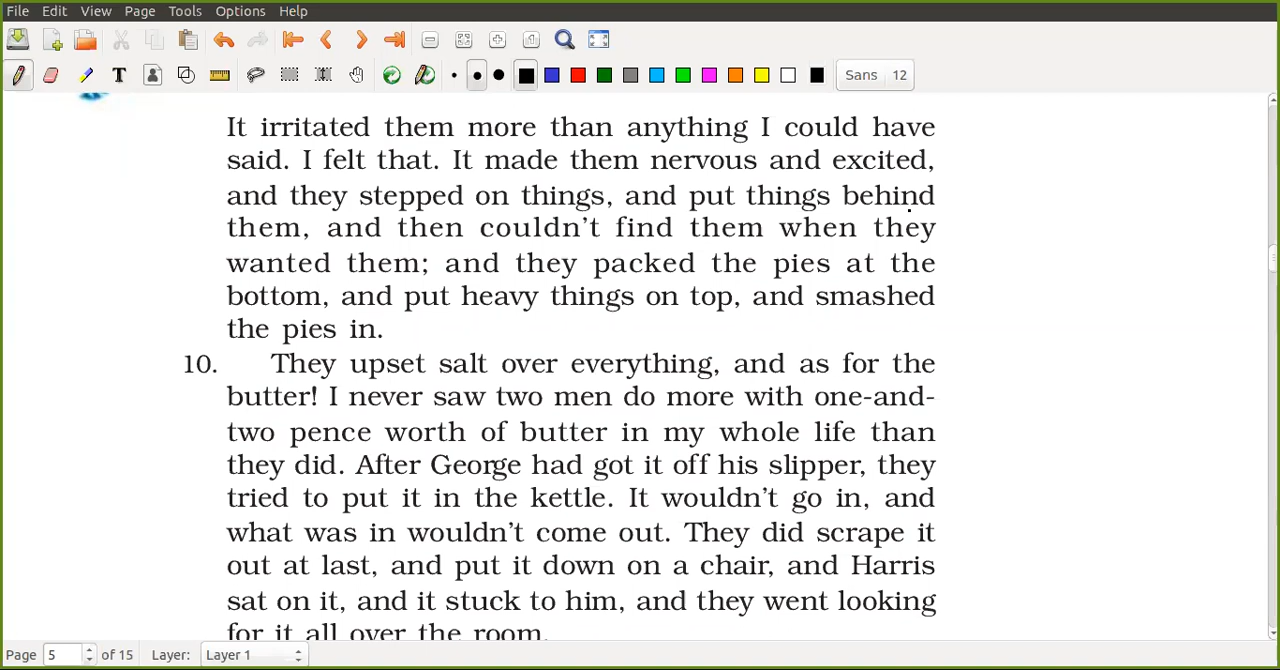 File Edit View Page Tools Options Help
T Sans 12
It irritated them more than anything I could have
said. I felt that. It made them nervous and excited,
and they stepped on things, and put things behind
them, and then couldn't find them when they
wanted them; and they packed the pies at the
bottom, and put heavy things on top, and smashed
the pies in.
10. They upset salt over everything, and as for the
butter! I never saw two men do more with one-and-
two pence worth of butter in my whole life than
they did. After George had got it off his slipper, they
tried to put it in the kettle. It wouldn't go in, and
what was in wouldn't come out. They did scrape it
out at last, and put it down on a chair, and Harris
sat on it, and it stuck to him, and they went looking
for it all over the room.
Page 5 of 15 Layer: Layer 1